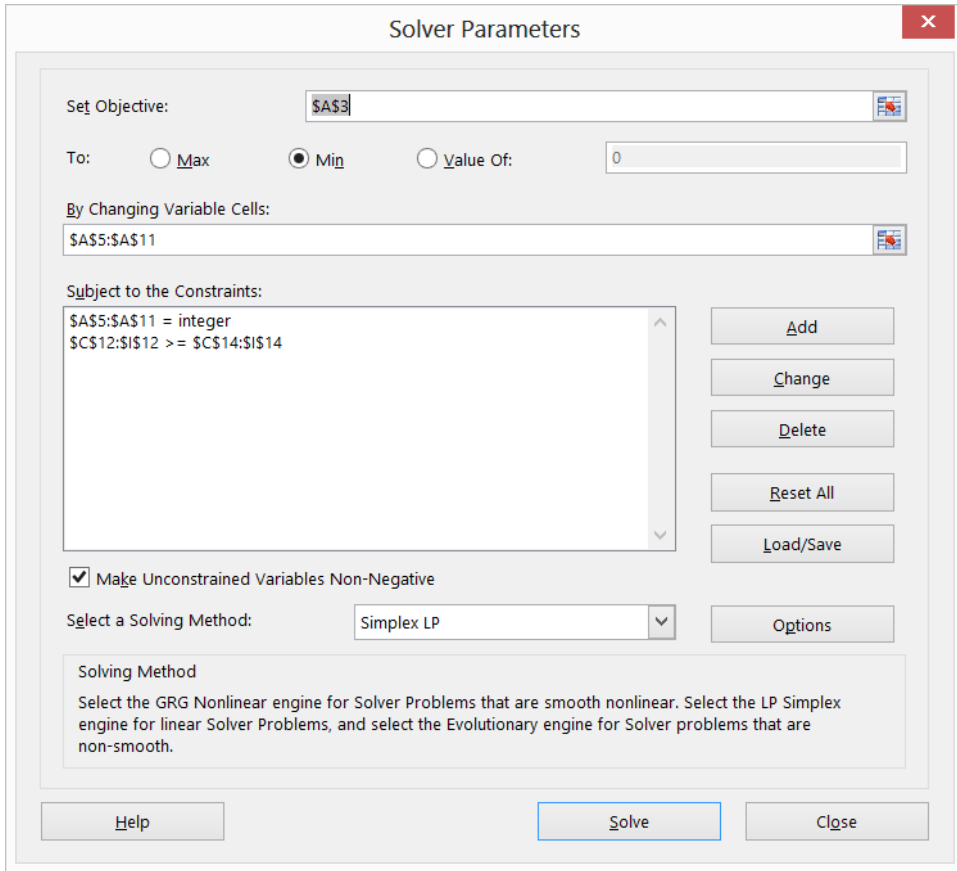 Solver Parameters
Set Objective: $A$3
To: Max Min Value Of: 0
By Changing Variable Cells:
$A$5:$A$11
Subject to the Constraints:
$A$5:$A$11 = integer
$C$12:$I$12 >= $C$14:$I$14
Add
Change
Delete
Reset All
Load/Save
Make Unconstrained Variables Non-Negative
Select a Solving Method: Simplex LP Options
Solving Method
Select the GRG Nonlinear engine for Solver Problems that are smooth nonlinear. Select the LP Simplex
engine for linear Solver Problems, and select the Evolutionary engine for Solver problems that are
non-smooth.
Help Solve Close